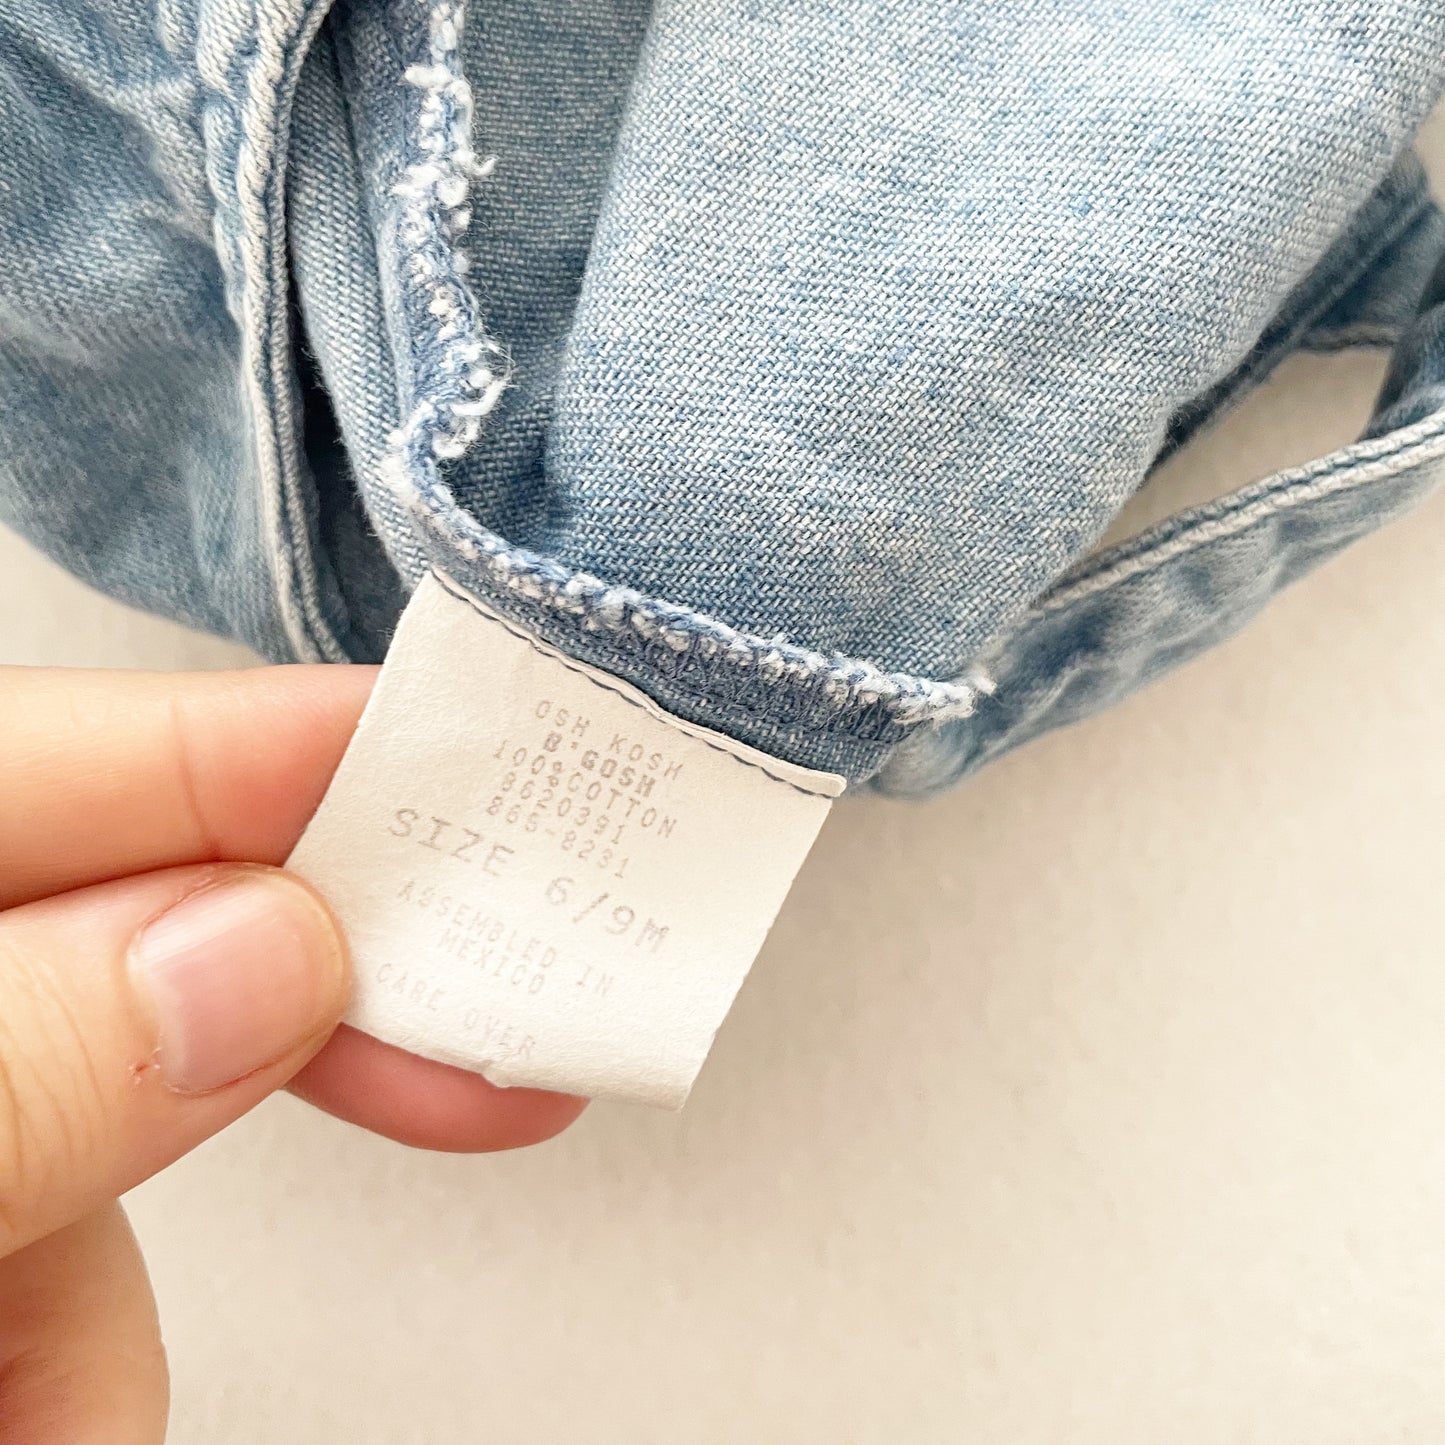 OSH KOSH
B'GOSH
100%COTTON
8620391
865-8231
SIZE 6/9M
ASSEMBLED IN
MEXICO
CARE OVER